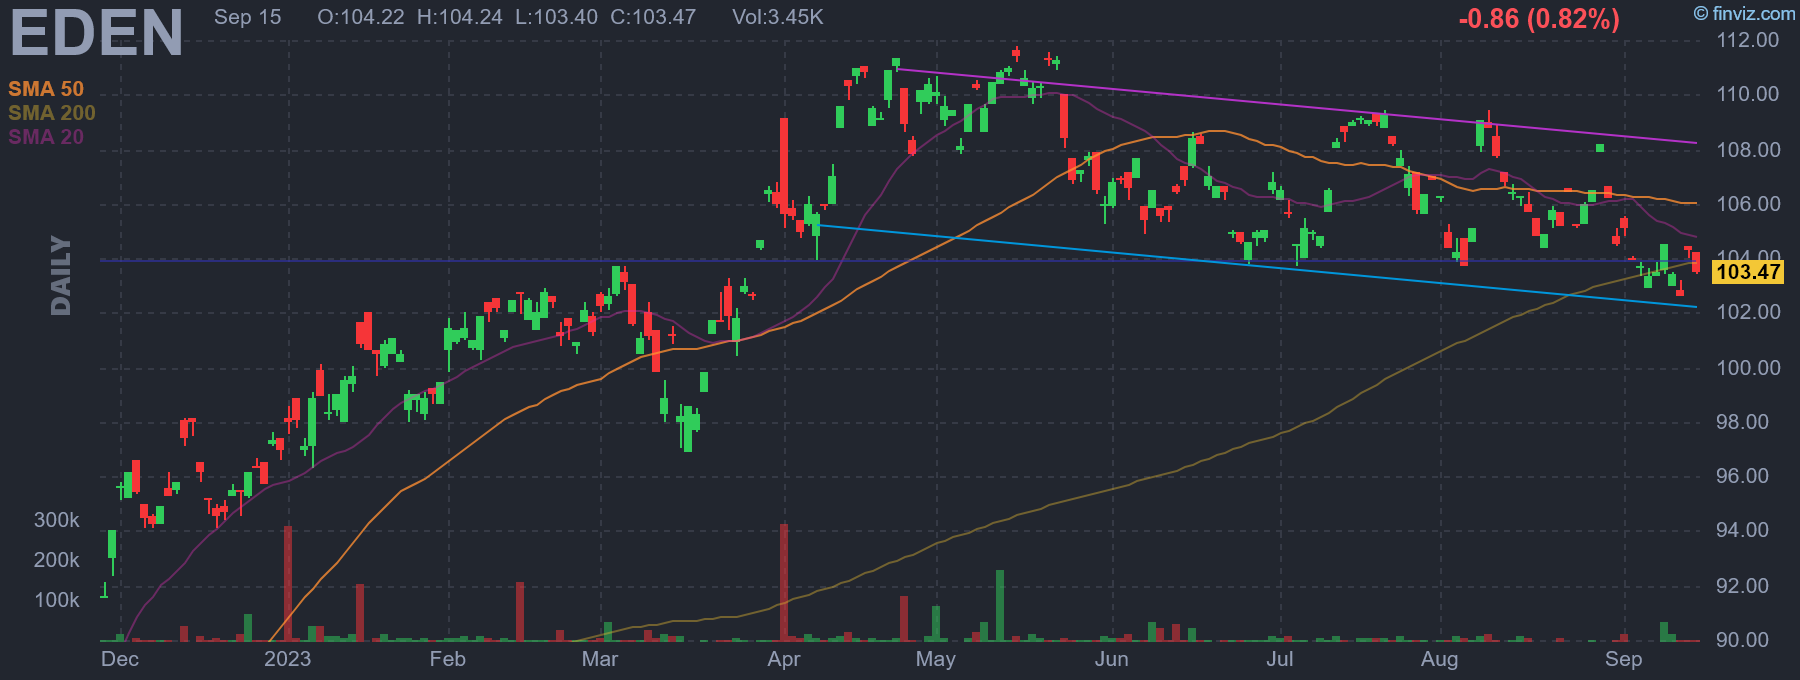 EDEN Sep 15 O:104.22 H:104.24 L:103.40 C:103.47 Vol:3.45K -0.86 (0.82%) © finviz.com
SMA 50
SMA 200
SMA 20
DAILY
112.00
110.00
108.00
106.00
104.00
103.47
102.00
100.00
98.00
96.00
94.00
92.00
90.00
300k
200k
100k
Dec 2023 Feb Mar Apr May Jun Jul Aug Sep